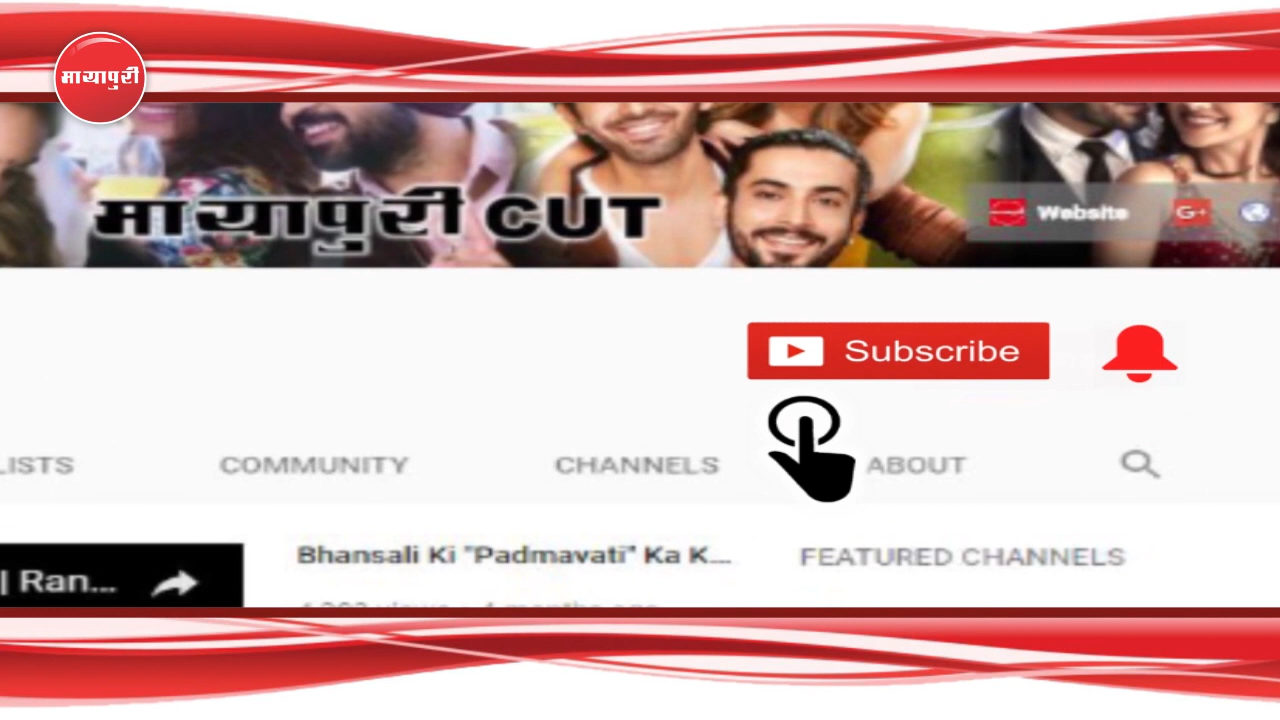 मायापुरी
मायापुरी CUT
Website
G+
Subscribe
LISTS
COMMUNITY
CHANNELS
ABOUT
| Ran...
Bhansali Ki "Padmavati" Ka K...
FEATURED CHANNELS